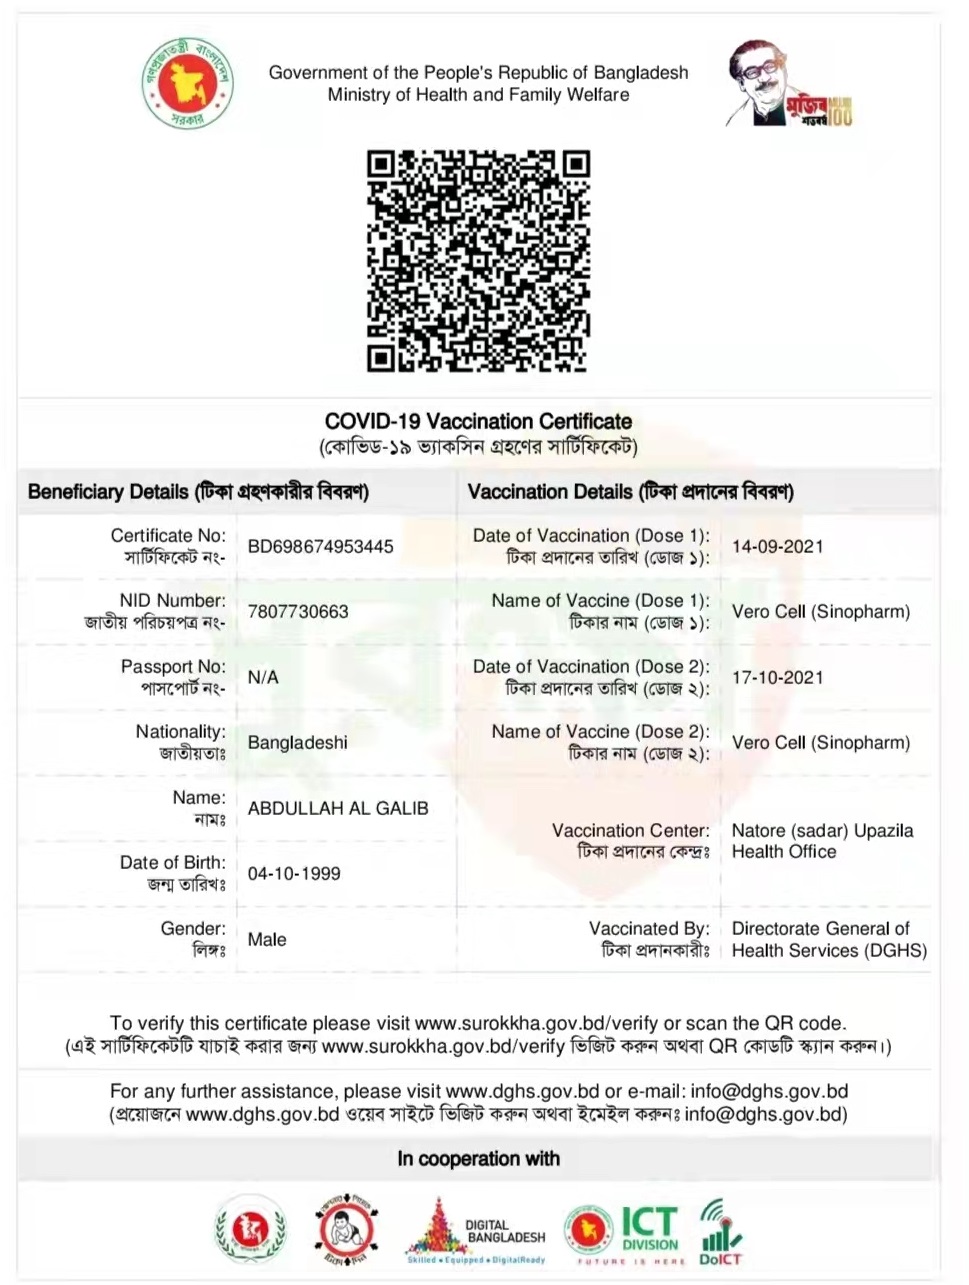 গণপ্রজাতন্ত্রী বাংলাদেশ
সরকার
Government of the People's Republic of Bangladesh
Ministry of Health and Family Welfare
মুজিব
শতবর্ষ 100
COVID-19 Vaccination Certificate
(কোভিড-১৯ ভ্যাকসিন গ্রহণের সার্টিফিকেট)
Beneficiary Details (টিকা গ্রহণকারীর বিবরণ)
Certificate No:
সার্টিফিকেট নং-
BD698674953445
NID Number:
জাতীয় পরিচয়পত্র নং-
7807730663
Passport No:
পাসপোর্ট নং-
N/A
Nationality:
জাতীয়তাঃ
Bangladeshi
Name:
নামঃ
ABDULLAH AL GALIB
Date of Birth:
জন্ম তারিখঃ
04-10-1999
Gender:
লিঙ্গঃ
Male
Vaccination Details (টিকা প্রদানের বিবরণ)
Date of Vaccination (Dose 1):
টিকা প্রদানের তারিখ (ডোজ ১):
14-09-2021
Name of Vaccine (Dose 1):
টিকার নাম (ডোজ ১):
Vero Cell (Sinopharm)
Date of Vaccination (Dose 2):
টিকা প্রদানের তারিখ (ডোজ ২):
17-10-2021
Name of Vaccine (Dose 2):
টিকার নাম (ডোজ ২):
Vero Cell (Sinopharm)
Vaccination Center:
টিকা প্রদানের কেন্দ্রঃ
Natore (sadar) Upazila
Health Office
Vaccinated By:
টিকা প্রদানকারীঃ
Directorate General of
Health Services (DGHS)
সুরক্ষা
To verify this certificate please visit www.surokkha.gov.bd/verify or scan the QR code.
(এই সার্টিফিকেটটি যাচাই করার জন্য www.surokkha.gov.bd/verify ভিজিট করুন অথবা QR কোডটি স্ক্যান করুন।)
For any further assistance, please visit www.dghs.gov.bd or e-mail: info@dghs.gov.bd
(প্রয়োজনে www.dghs.gov.bd ওয়েব সাইটে ভিজিট করুন অথবা ইমেইল করুনঃ info@dghs.gov.bd)
In cooperation with
DIGITAL
BANGLADESH
Skilled • Equipped • DigitalReady
ICT
DIVISION
FUTURE IS HERE
DoICT